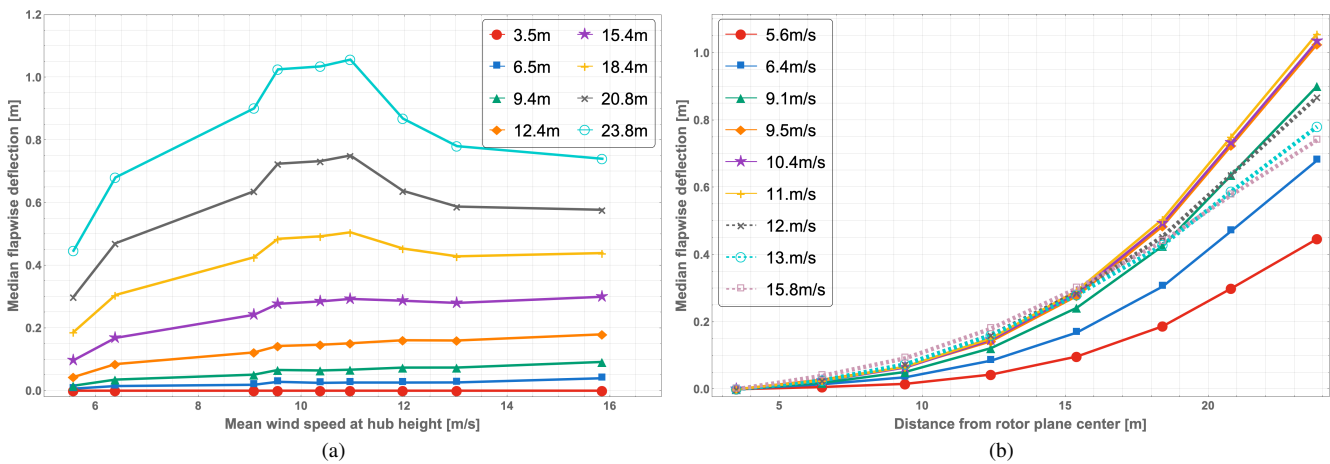 1.2
1.0
0.8
0.6
0.4
0.2
0.0
Median flapwise deflection [m]
3.5m 15.4m
6.5m 18.4m
9.4m 20.8m
12.4m 23.8m
6 8 10 12 14 16
Mean wind speed at hub height [m/s]
(a)
1.0
0.8
0.6
0.4
0.2
0.0
Median flapwise deflection [m]
5.6m/s
6.4m/s
9.1m/s
9.5m/s
10.4m/s
11.m/s
12.m/s
13.m/s
15.8m/s
5 10 15 20
Distance from rotor plane center [m]
(b)